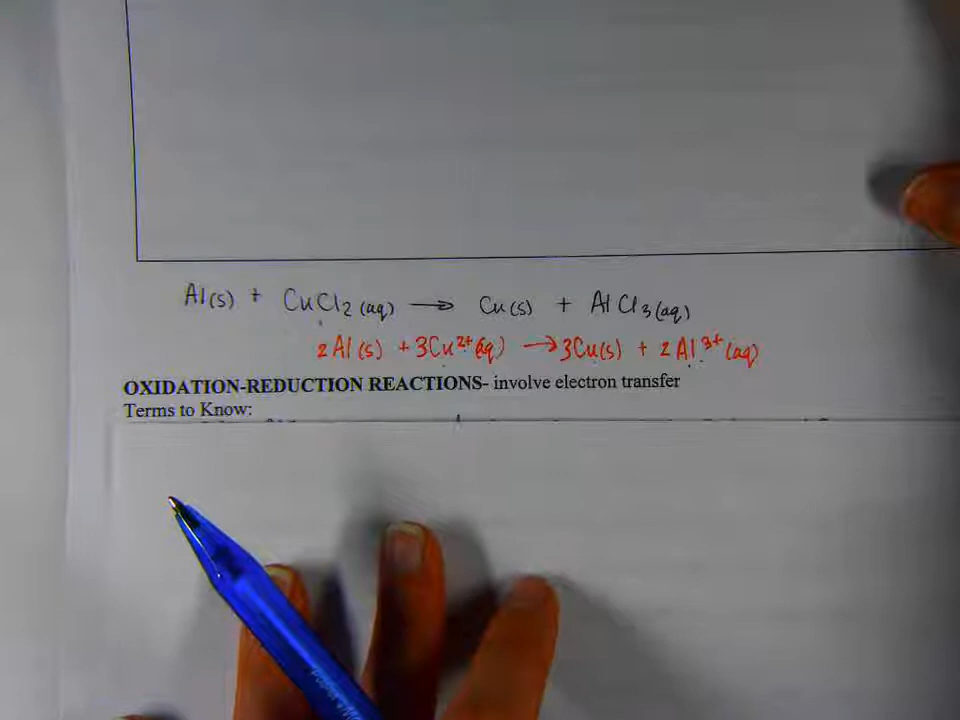 Al(s) + CuCl₂(aq) → Cu(s) + AlCl₃(aq)
2Al(s) + 3Cu²⁺(aq) → 3Cu(s) + 2Al³⁺(aq)
OXIDATION-REDUCTION REACTIONS- involve electron transfer
Terms to Know: